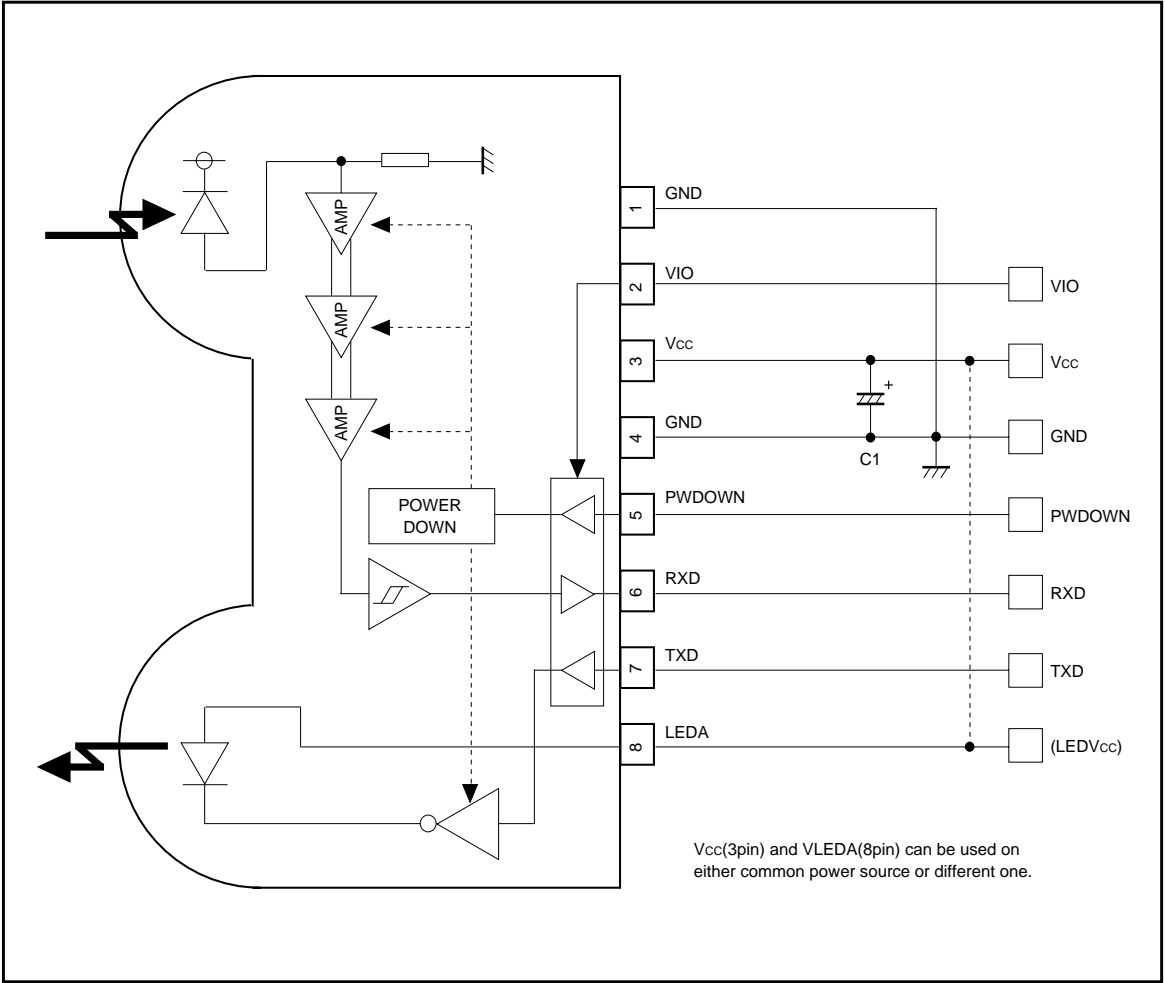 AMP
AMP
AMP
POWER
DOWN
1
GND
2
VIO
VIO
3
Vcc
+
Vcc
4
GND
C1
GND
5
PWDOWN
PWDOWN
6
RXD
RXD
7
TXD
TXD
8
LEDA
(LEDVcc)
Vcc(3pin) and VLEDA(8pin) can be used on
either common power source or different one.